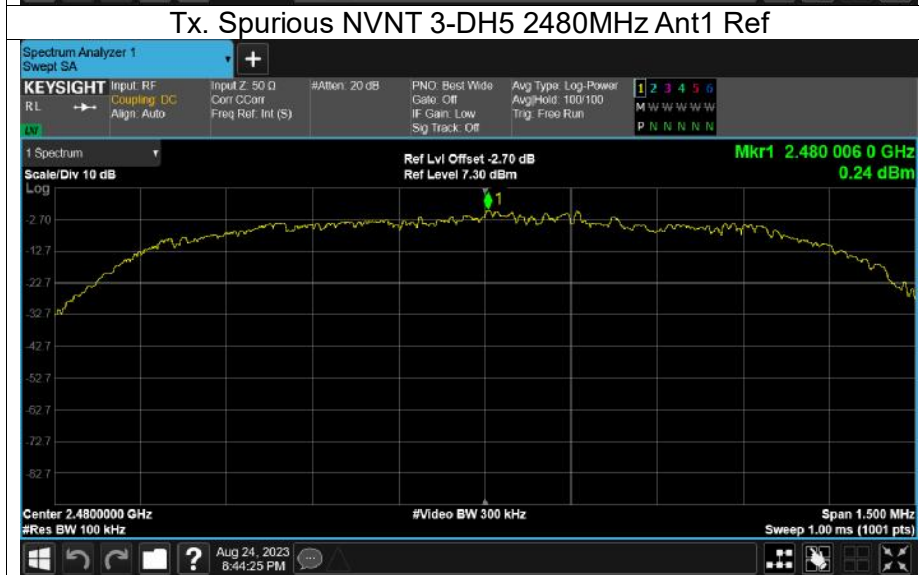 Tx. Spurious NVNT 3-DH5 2480MHz Ant1 Ref
Spectrum Analyzer 1
Swept SA
+
KEYSIGHT
RL
Input: RF
Coupling: DC
Align: Auto
Input Z: 50 Ω
Corr CCorr
Freq Ref: Int (S)
#Atten: 20 dB
PNO: Best Wide
Gate: Off
IF Gain: Low
Sig Track: Off
Avg Type: Log-Power
Avg|Hold: 100/100
Trig: Free Run
1 2 3 4 5 6
M W W W W W
P N N N N N
1 Spectrum
Scale/Div 10 dB
Ref Lvl Offset -2.70 dB
Ref Level 7.30 dBm
Mkr1 2.480 006 0 GHz
0.24 dBm
Log
1
-2.70
-12.7
-22.7
-32.7
-42.7
-52.7
-62.7
-72.7
-82.7
Center 2.4800000 GHz
#Res BW 100 kHz
#Video BW 300 kHz
Span 1.500 MHz
Sweep 1.00 ms (1001 pts)
?
Aug 24, 2023
8:44:25 PM